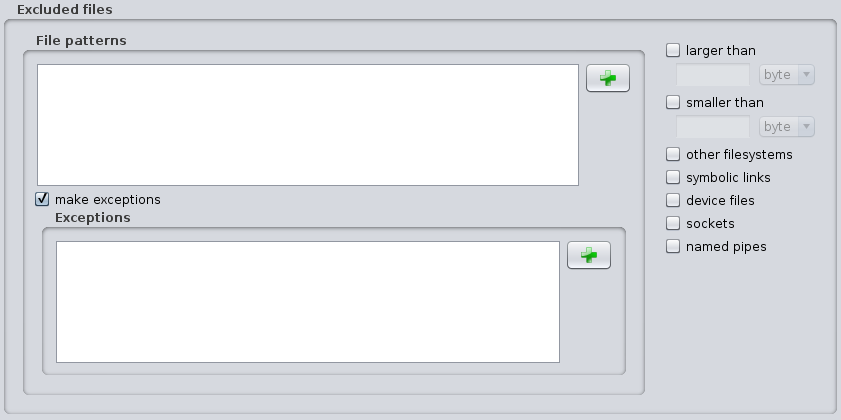 Excluded files
File patterns
make exceptions
Exceptions
larger than
byte
smaller than
byte
other filesystems
symbolic links
device files
sockets
named pipes